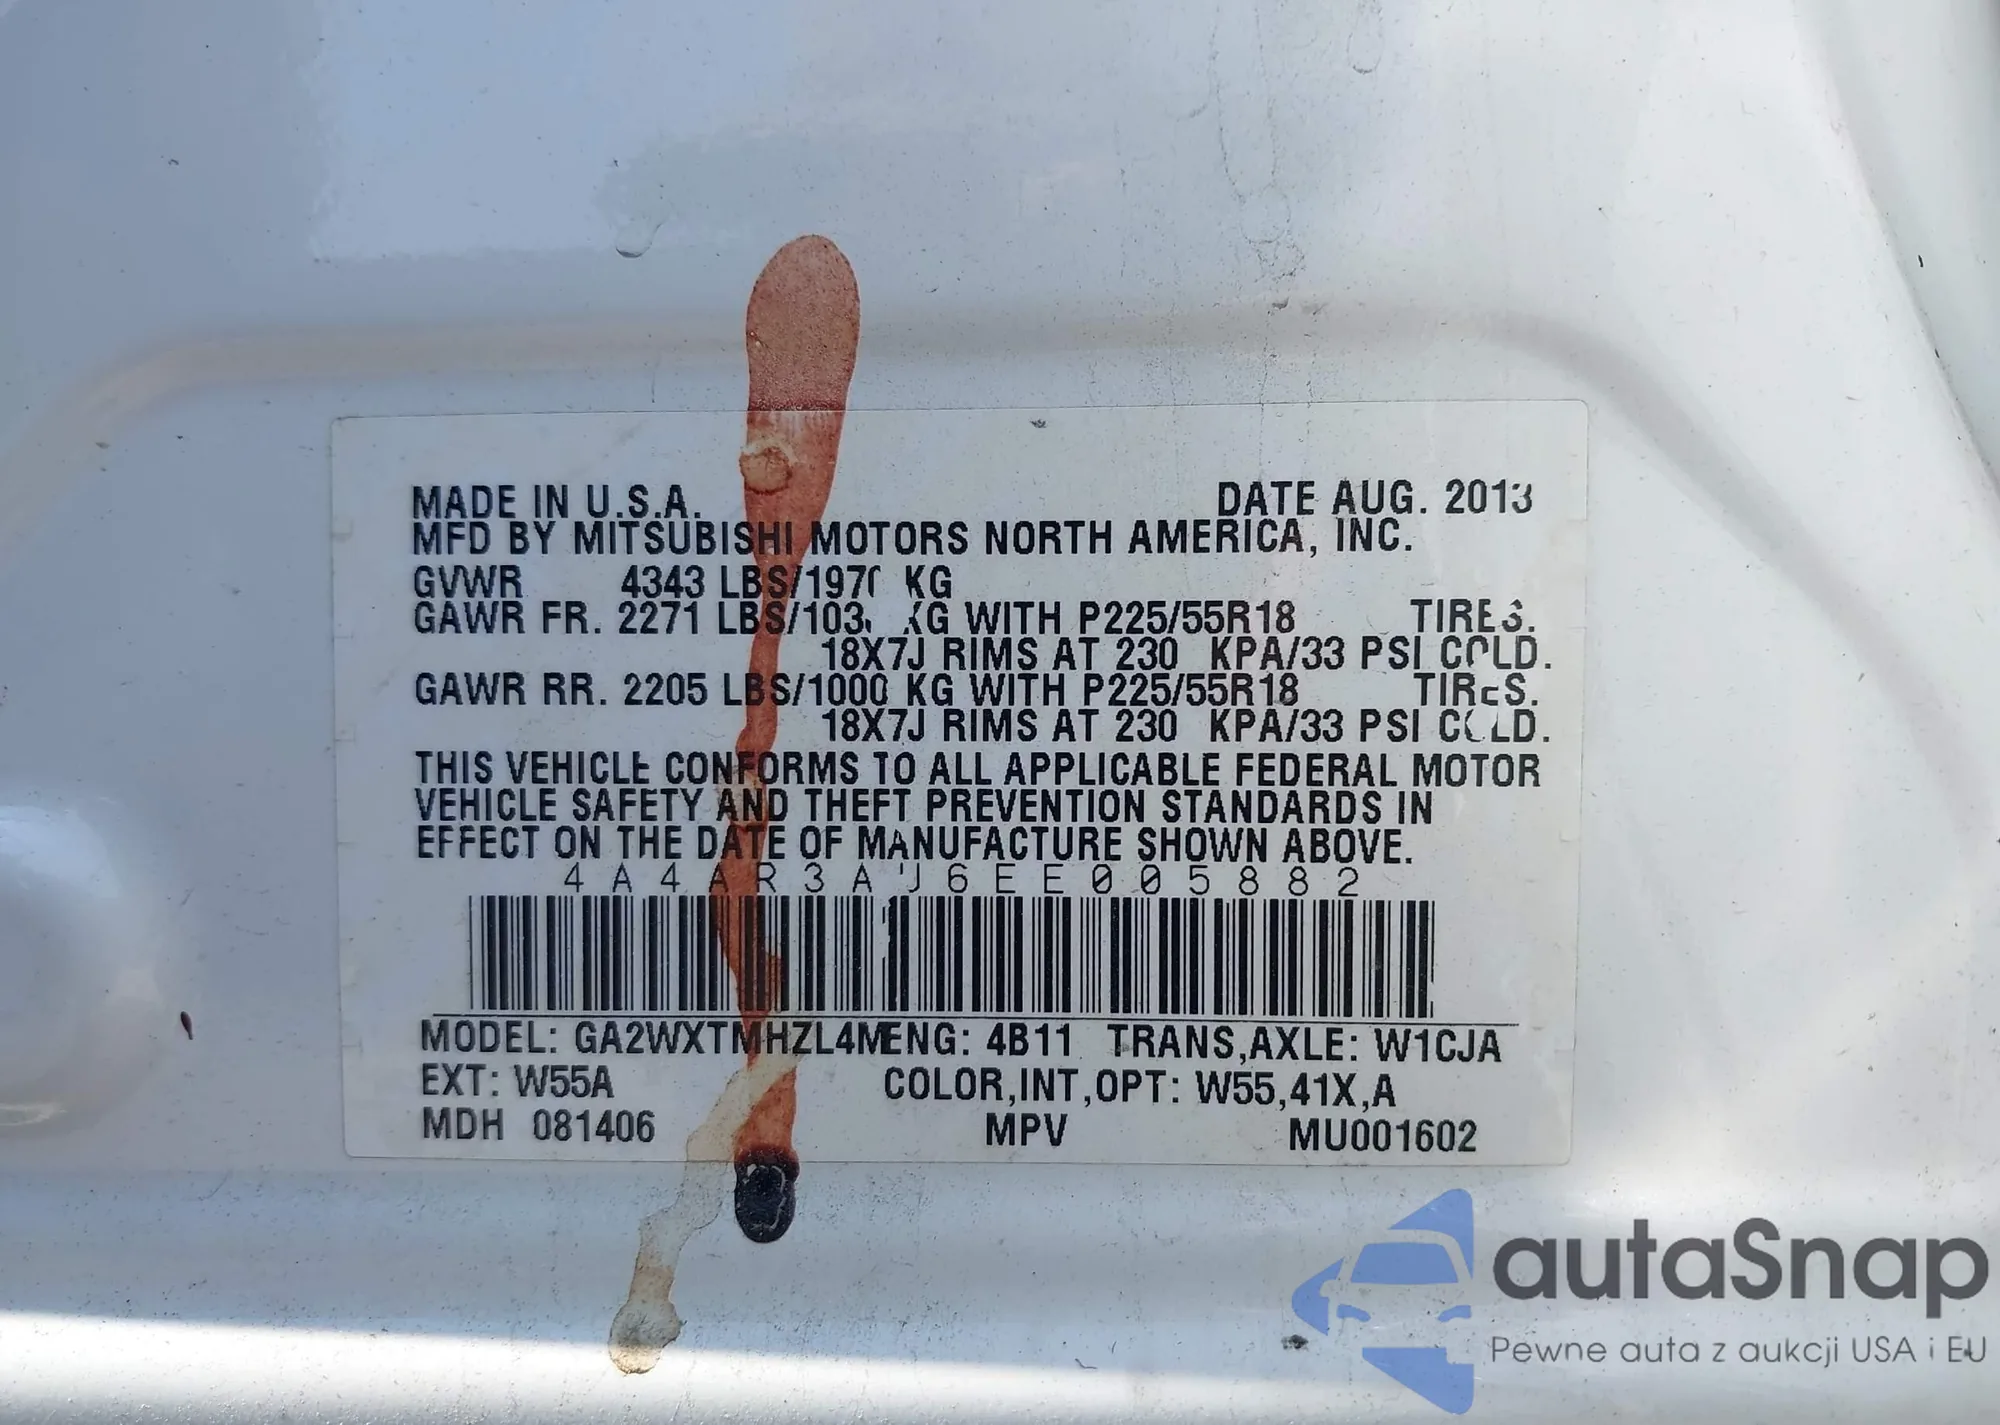 MADE IN U.S.A. DATE AUG. 2013
MFD BY MITSUBISHI MOTORS NORTH AMERICA, INC.
GVWR 4343 LBS/1970 KG
GAWR FR. 2271 LBS/ KG WITH P225/55R18 TIRES.
18X7J RIMS AT 230 KPA/33 PSI COLD.
GAWR RR. 2205 LBS/1000 KG WITH P225/55R18 TIRES.
18X7J RIMS AT 230 KPA/33 PSI COLD.
THIS VEHICLE CONFORMS TO ALL APPLICABLE FEDERAL MOTOR
VEHICLE SAFETY AND THEFT PREVENTION STANDARDS IN
EFFECT ON THE DATE OF MANUFACTURE SHOWN ABOVE.
4A4AR3AUJ6EE005882
MODEL: GA2WXTMHZL4M ENG: 4B11 TRANS,AXLE: W1CJA
EXT: W55A COLOR,INT,OPT: W55,41X,A
MDH 081406 MPV MU001602
autaSnap
Pewne auta z aukcji USA i EU